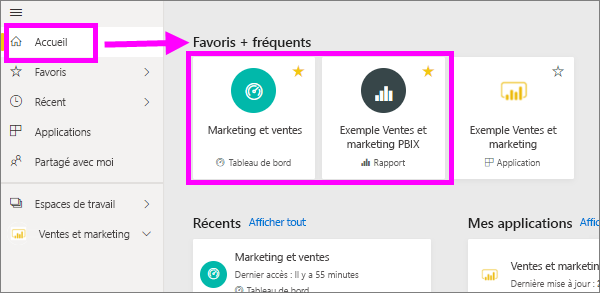 Accueil
Favoris
Récent
Applications
Partagé avec moi
Espaces de travail
Ventes et marketing
Favoris + fréquents
Marketing et ventes
Tableau de bord
Exemple Ventes et
marketing PBIX
Rapport
Exemple Ventes et
marketing
Application
Récents Afficher tout
Marketing et ventes
Dernier accès : Il y a 55 minutes
Tableau de bord
Mes applications
Ventes et marketing
Dernière mise à jour :